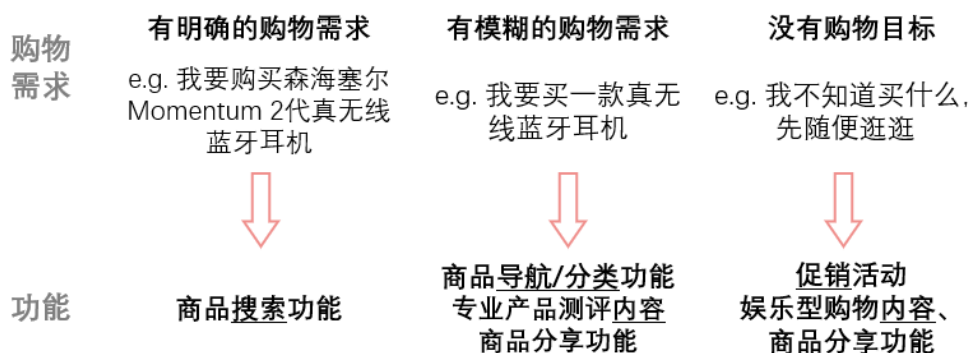 购物
需求
有明确的购物需求
e.g. 我要购买森海塞尔
Momentum 2代真无线
蓝牙耳机
有模糊的购物需求
e.g. 我要买一款真无
线蓝牙耳机
没有购物目标
e.g. 我不知道买什么，
先随便逛逛
功能
商品搜索功能
商品导航/分类功能
专业产品测评内容
商品分享功能
促销活动
娱乐型购物内容、
商品分享功能